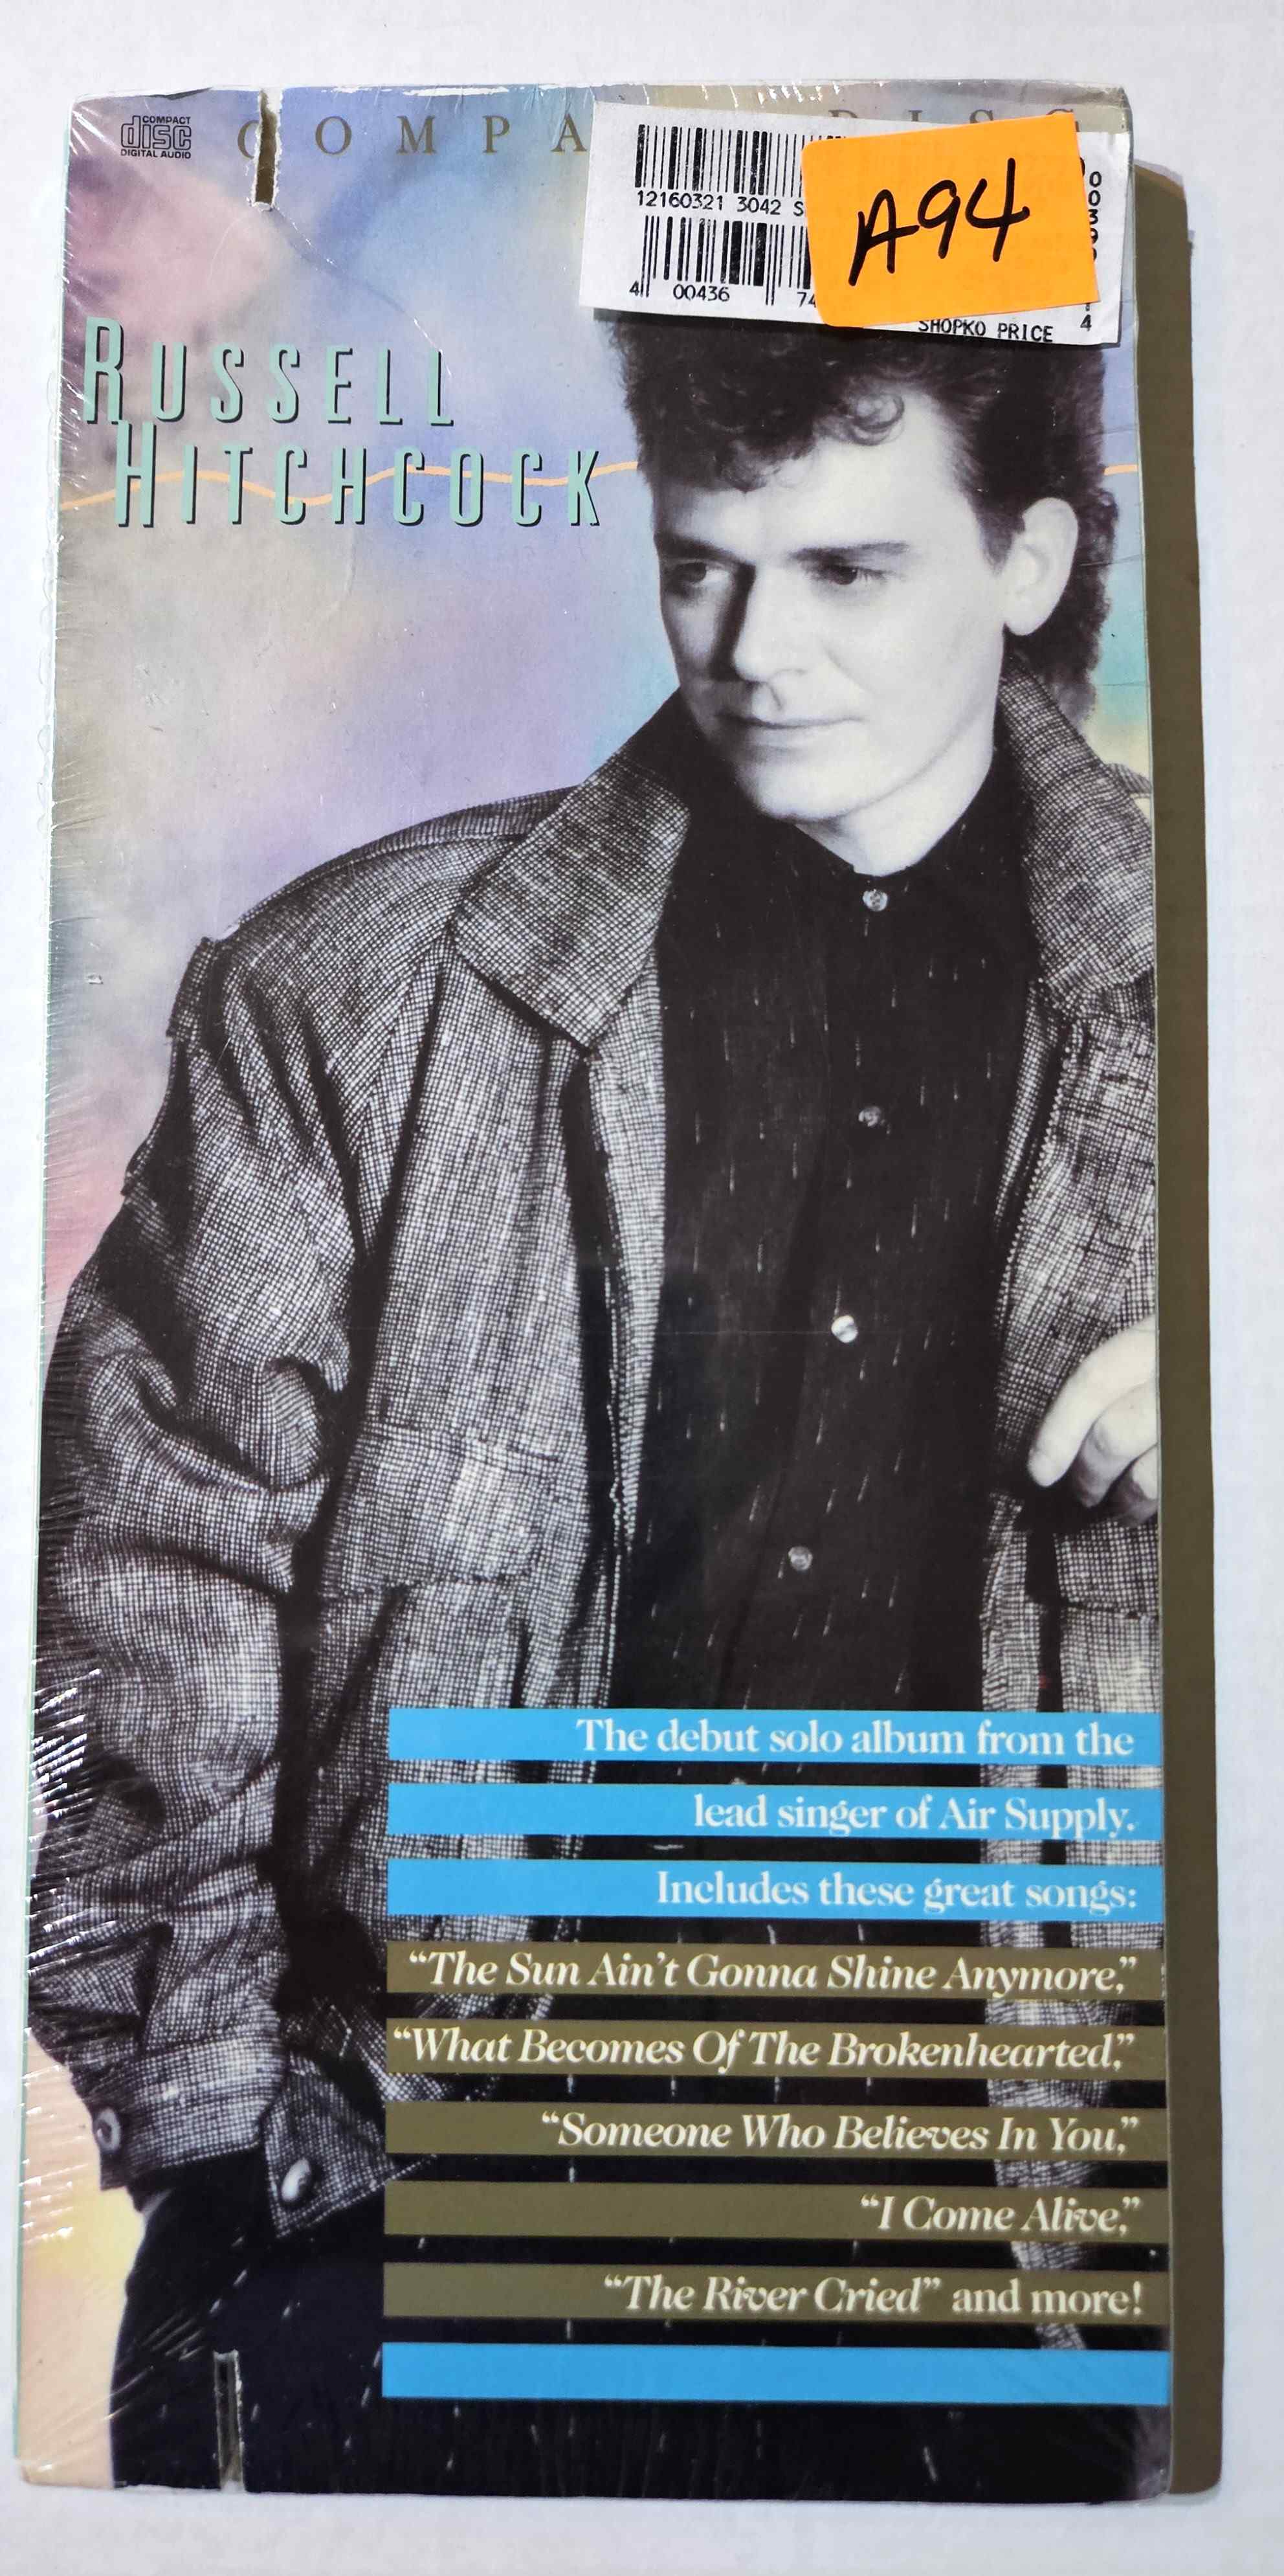 COMPACT
disc
DIGITAL AUDIO
COMPA DISC
12160321 3042 S
4 00436 74
SHOPKO PRICE
A94
RUSSELL
HITCHCOCK
The debut solo album from the
lead singer of Air Supply.
Includes these great songs:
“The Sun Ain’t Gonna Shine Anymore,”
“What Becomes Of The Brokenhearted,”
“Someone Who Believes In You,”
“I Come Alive,”
“The River Cried” and more!